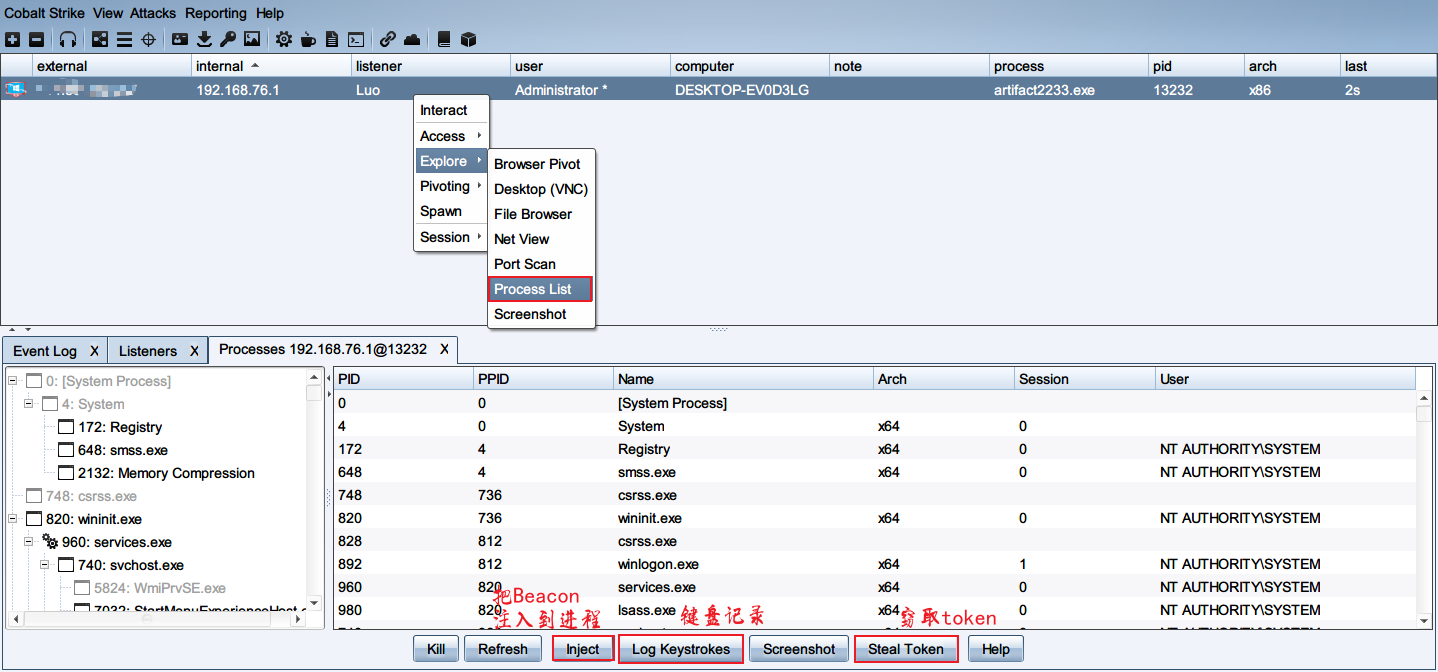 Cobalt Strike View Attacks Reporting Help
external internal listener user computer note process pid arch last
192.168.76.1 Luo Administrator * DESKTOP-EV0D3LG artifact2233.exe 13232 x86 2s
Interact
Access
Explore
Pivoting
Spawn
Session
Browser Pivot
Desktop (VNC)
File Browser
Net View
Port Scan
Process List
Screenshot
Event Log X Listeners X Processes 192.168.76.1@13232 X
0: [System Process]
4: System
172: Registry
648: smss.exe
2132: Memory Compression
748: csrss.exe
820: wininit.exe
960: services.exe
740: svchost.exe
5824: WmiPrvSE.exe
7032: StartMenuExperienceHost.
PID PPID Name Arch Session User
0 0 [System Process]
4 0 System x64 0
172 4 Registry x64 0 NT AUTHORITY\SYSTEM
648 4 smss.exe x64 0 NT AUTHORITY\SYSTEM
748 736 csrss.exe
820 736 wininit.exe x64 0 NT AUTHORITY\SYSTEM
828 812 csrss.exe
892 812 winlogon.exe x64 1 NT AUTHORITY\SYSTEM
960 820 services.exe x64 0 NT AUTHORITY\SYSTEM
980 820 lsass.exe x64 0 NT AUTHORITY\SYSTEM
把Beacon
注入到进程
键盘记录
窃取token
Kill Refresh Inject Log Keystrokes Screenshot Steal Token Help